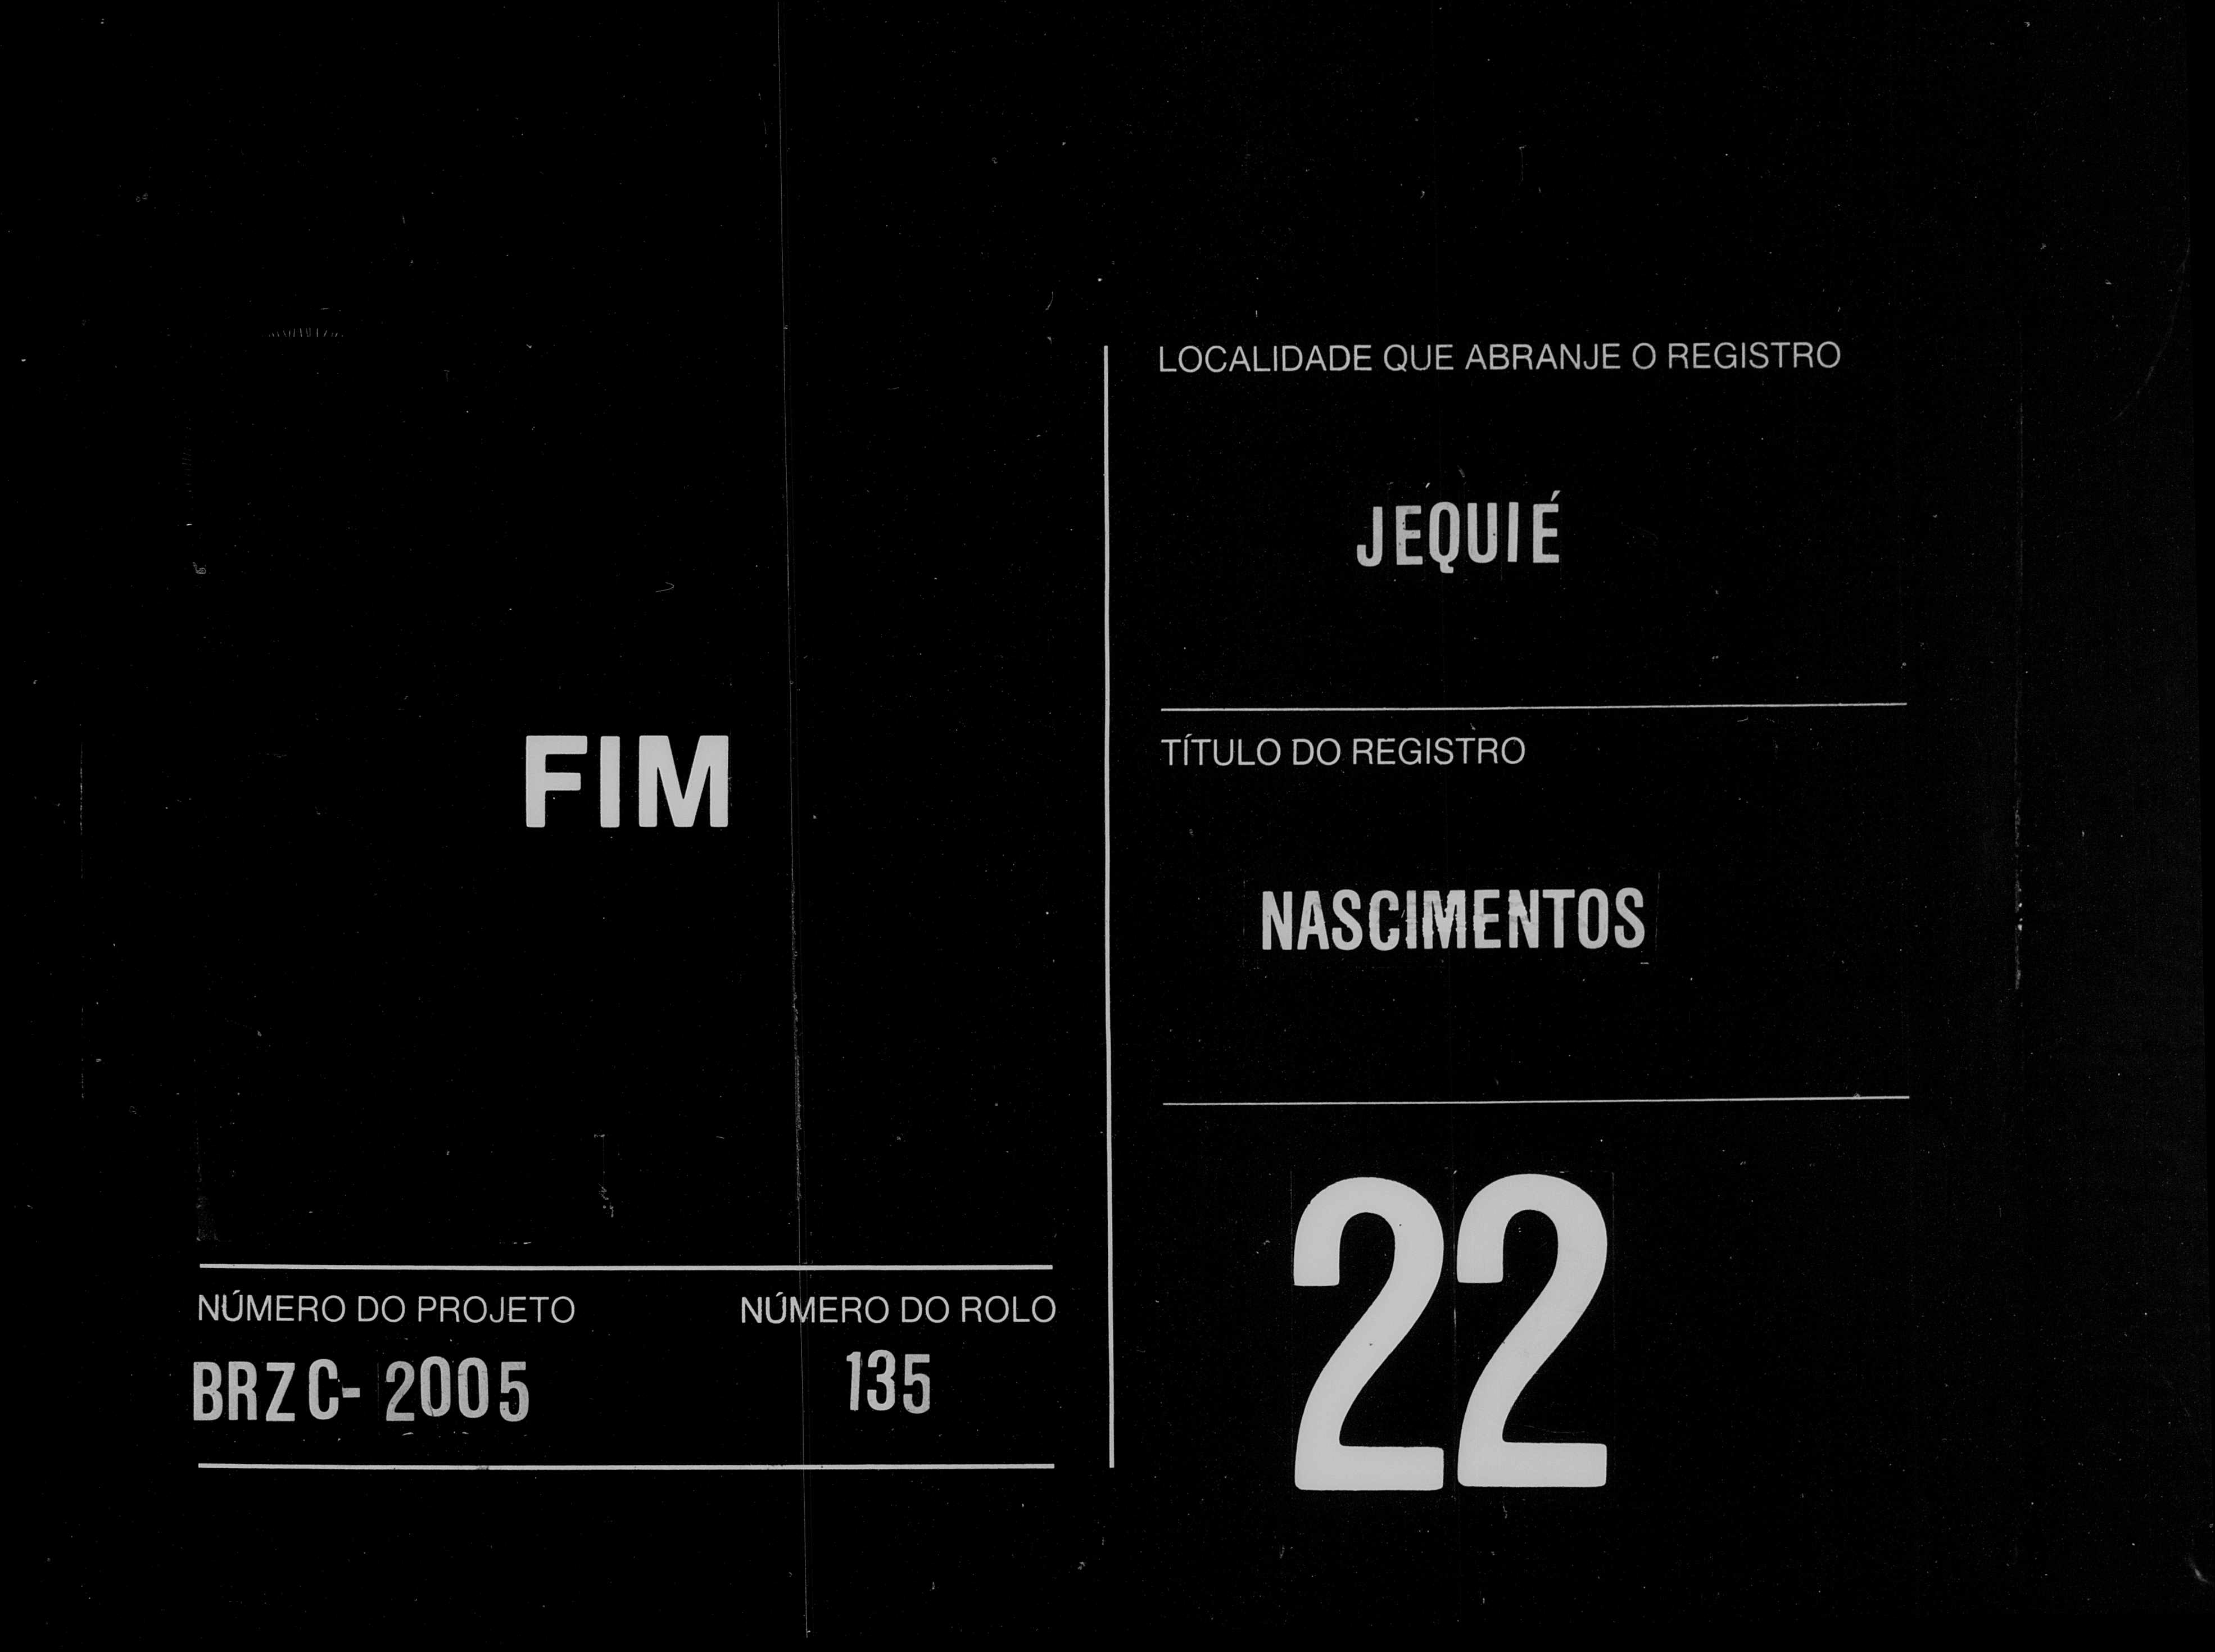 FIM
NÚMERO DO PROJETO
BRZC- 2005
NÚMERO DO ROLO
135
LOCALIDADE QUE ABRANJE O REGISTRO
JEQUIÉ
TÍTULO DO REGISTRO
NASCIMENTOS
22